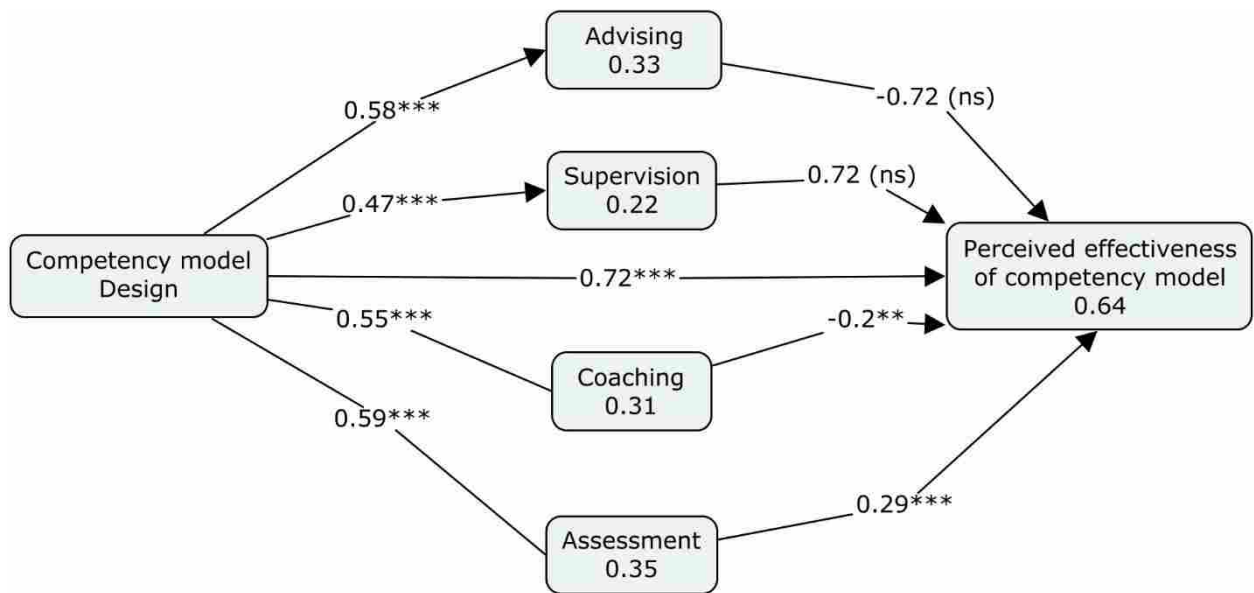 Advising
0.33
-0.72 (ns)
0.58***
Supervision
0.22
0.72 (ns)
0.47***
Competency model
Design
0.72***
Perceived effectiveness
of competency model
0.64
0.55***
-0.2**
Coaching
0.31
0.59***
0.29***
Assessment
0.35